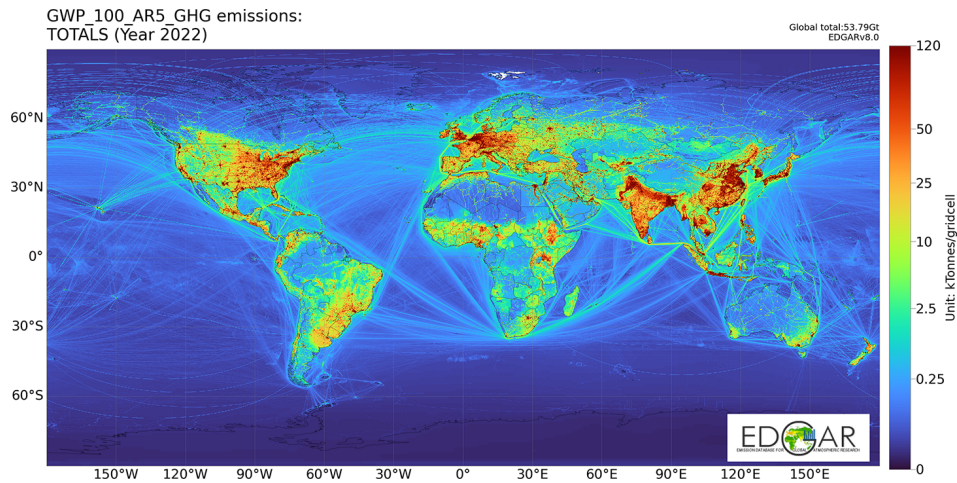 GWP_100_AR5_GHG emissions:
TOTALS (Year 2022)
Global total:53.79Gt
EDGARv8.0
120
50
25
10
2.5
0.25
0
Unit: kTonnes/gridcell
60°N
30°N
0°
30°S
60°S
150°W
120°W
90°W
60°W
30°W
0°
30°E
60°E
90°E
120°E
150°E
EDGAR
EMISSION DATABASE FOR GLOBAL ATMOSPHERIC RESEARCH